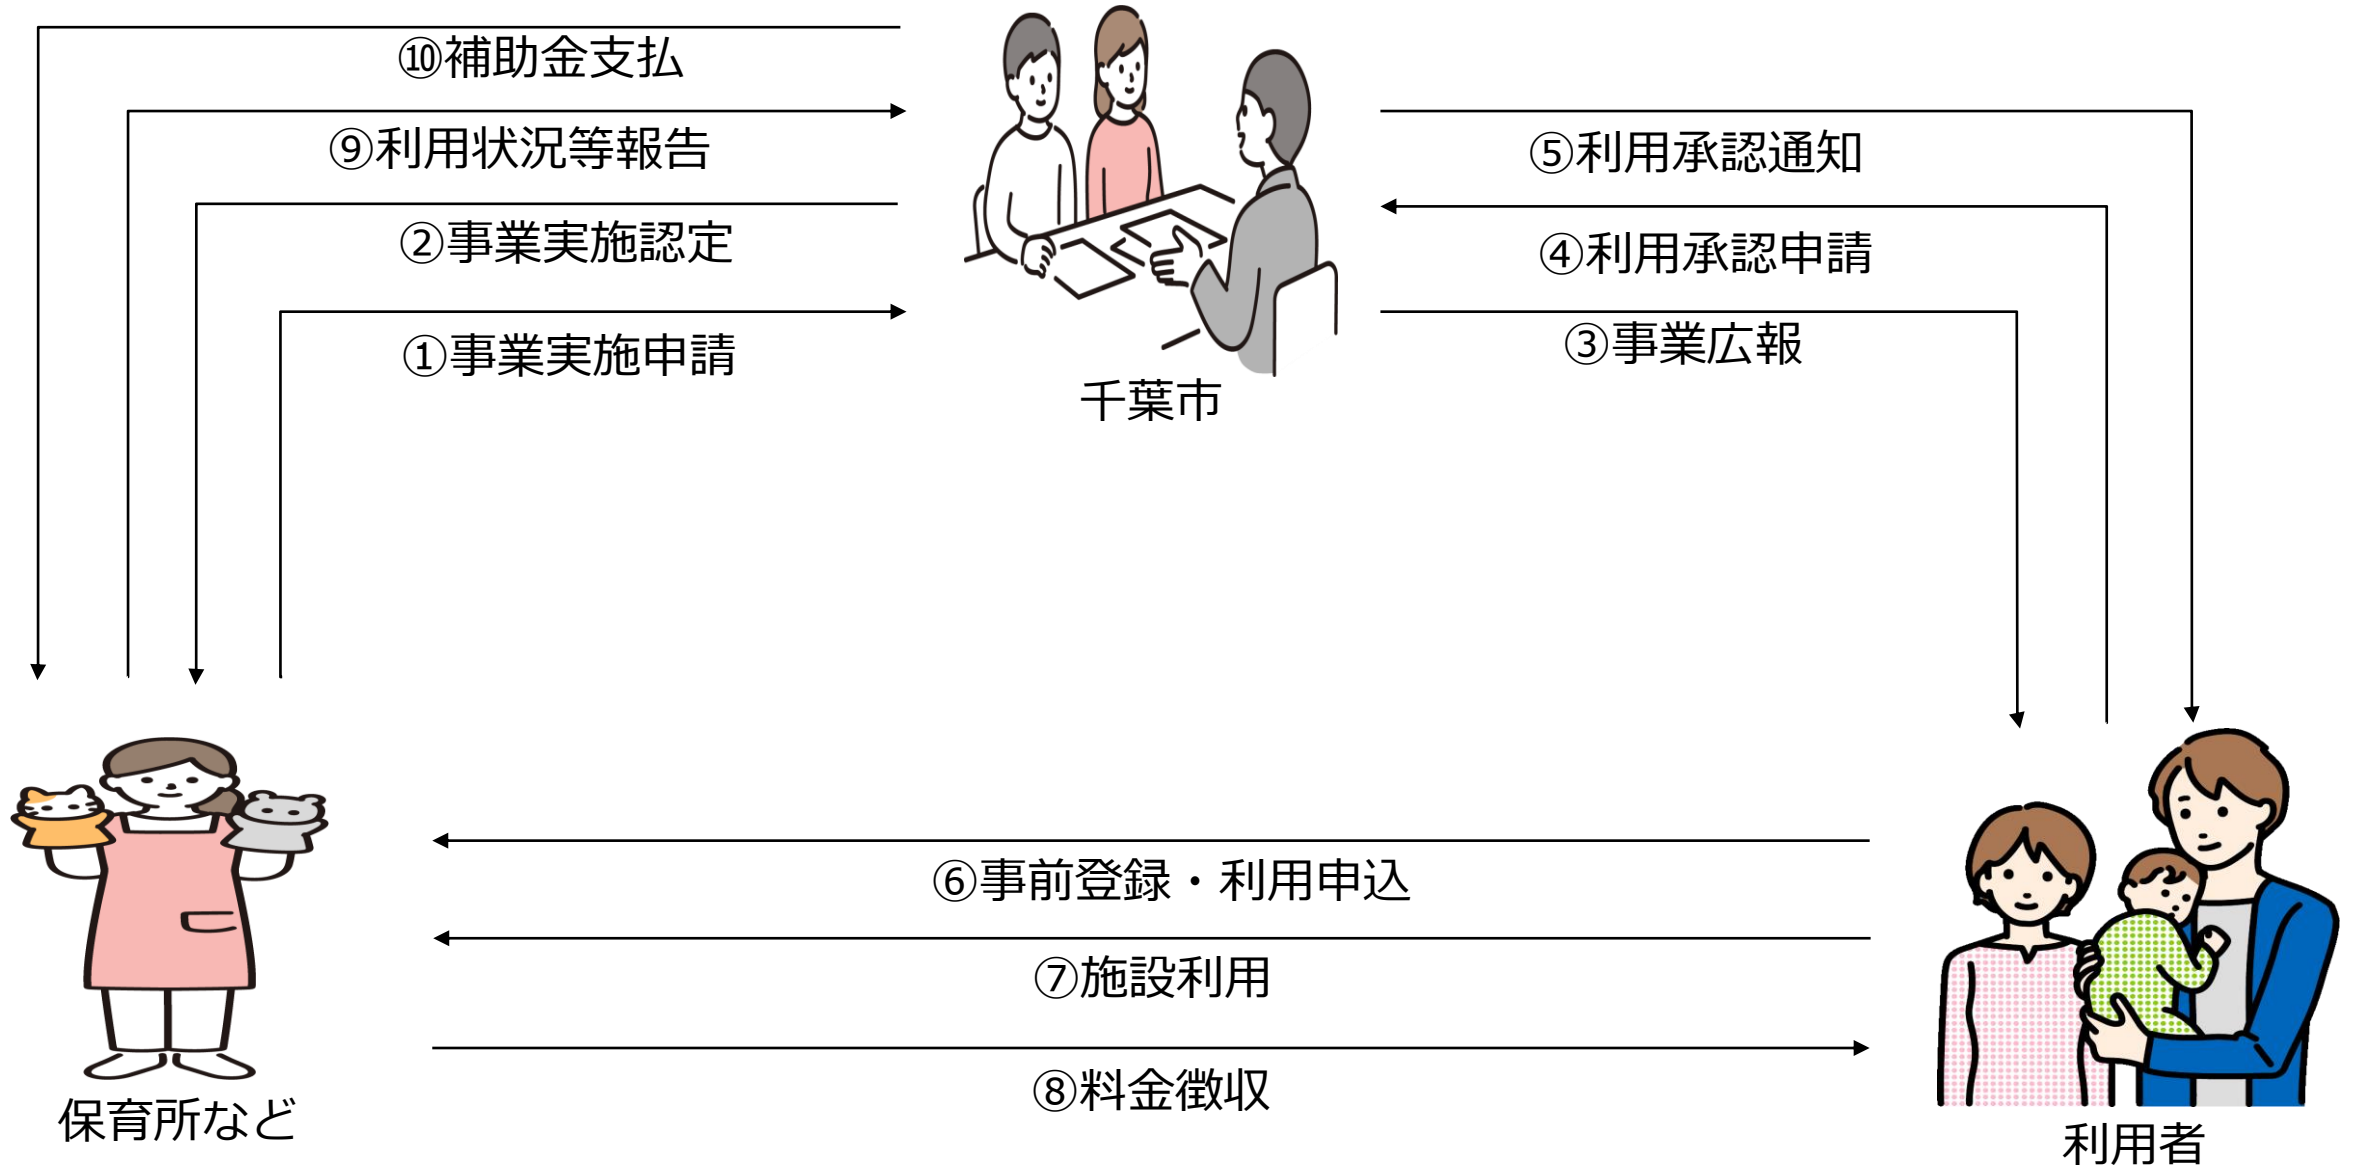 ⑩補助金支払
⑨利用状況等報告
②事業実施認定
①事業実施申請
⑤利用承認通知
④利用承認申請
③事業広報
千葉市
⑥事前登録・利用申込
⑦施設利用
⑧料金徴収
保育所など
利用者